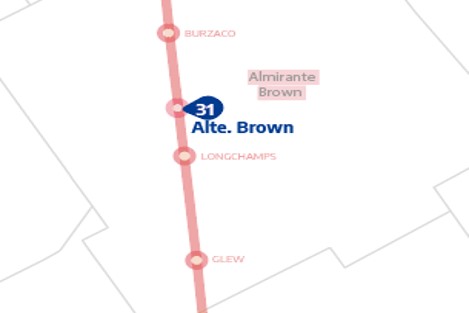 BURZACO
Almirante
Brown
31
Alte. Brown
LONGCHAMPS
GLEW